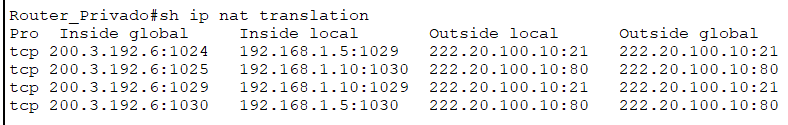 Router_Privado#sh ip nat translation
Pro  Inside global     Inside local       Outside local      Outside global
tcp 200.3.192.6:1024   192.168.1.5:1029   222.20.100.10:21   222.20.100.10:21
tcp 200.3.192.6:1025   192.168.1.10:1030  222.20.100.10:80   222.20.100.10:80
tcp 200.3.192.6:1029   192.168.1.10:1029  222.20.100.10:21   222.20.100.10:21
tcp 200.3.192.6:1030   192.168.1.5:1030   222.20.100.10:80   222.20.100.10:80